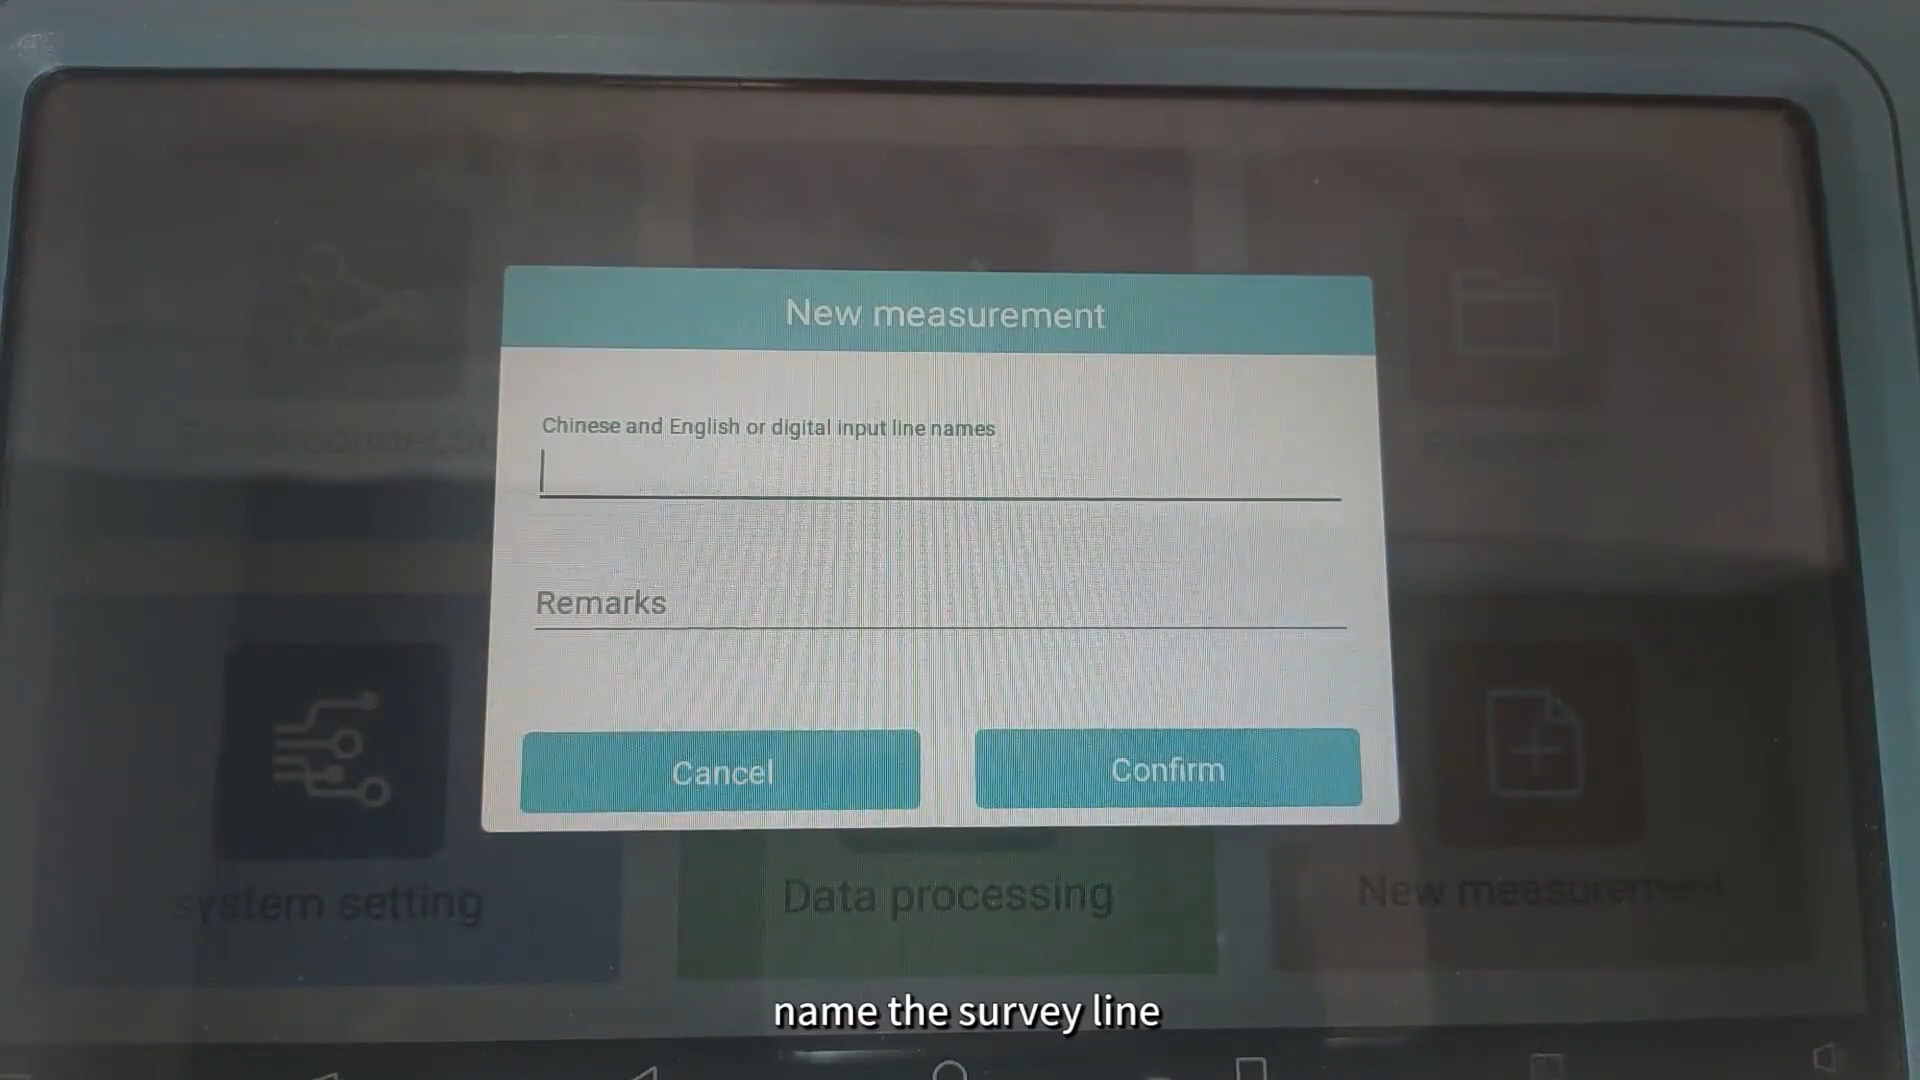 New measurement
Chinese and English or digital input line names
Remarks
Cancel
Confirm
system setting
Data processing
New measurement
name the survey line